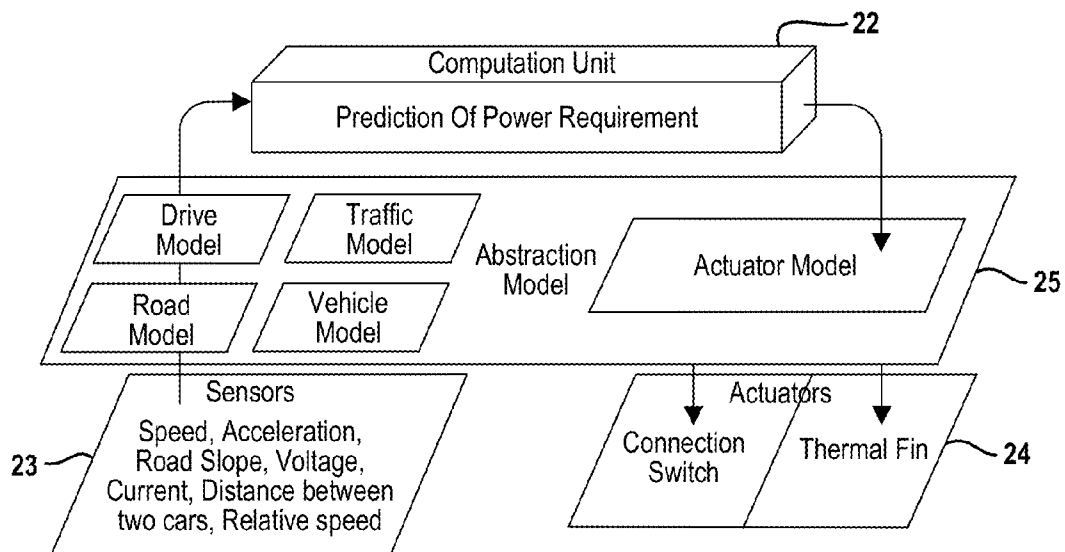 22
Computation Unit
Prediction Of Power Requirement
Drive
Model
Traffic
Model
Abstraction
Model
Actuator Model
25
Road
Model
Vehicle
Model
Sensors
Speed, Acceleration,
Road Slope, Voltage,
Current, Distance between
two cars, Relative speed
23
Actuators
Connection
Switch
Thermal Fin
24